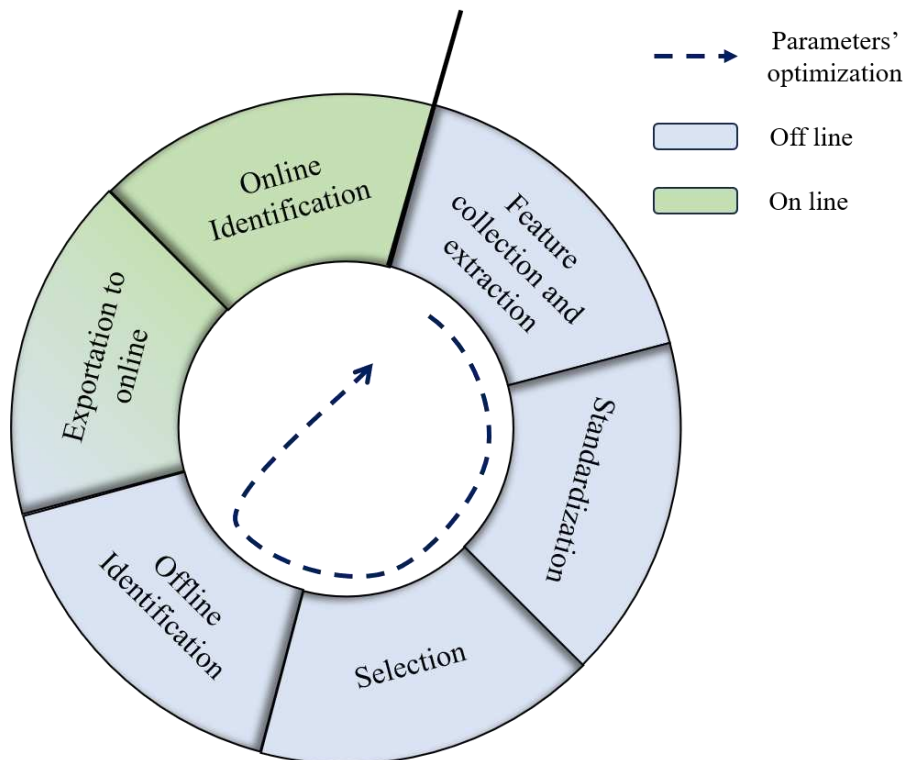 Parameters’
optimization
Off line
On line
Feature
collection and
extraction
Standardization
Selection
Offline
Identification
Exportation to
online
Online
Identification